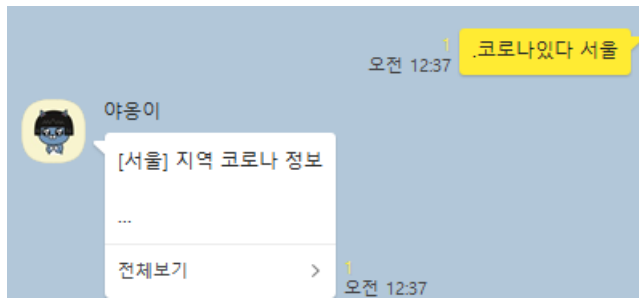 1
오전 12:37
.코로나있다 서울
야옹이
[서울] 지역 코로나 정보
...
전체보기
1
오전 12:37